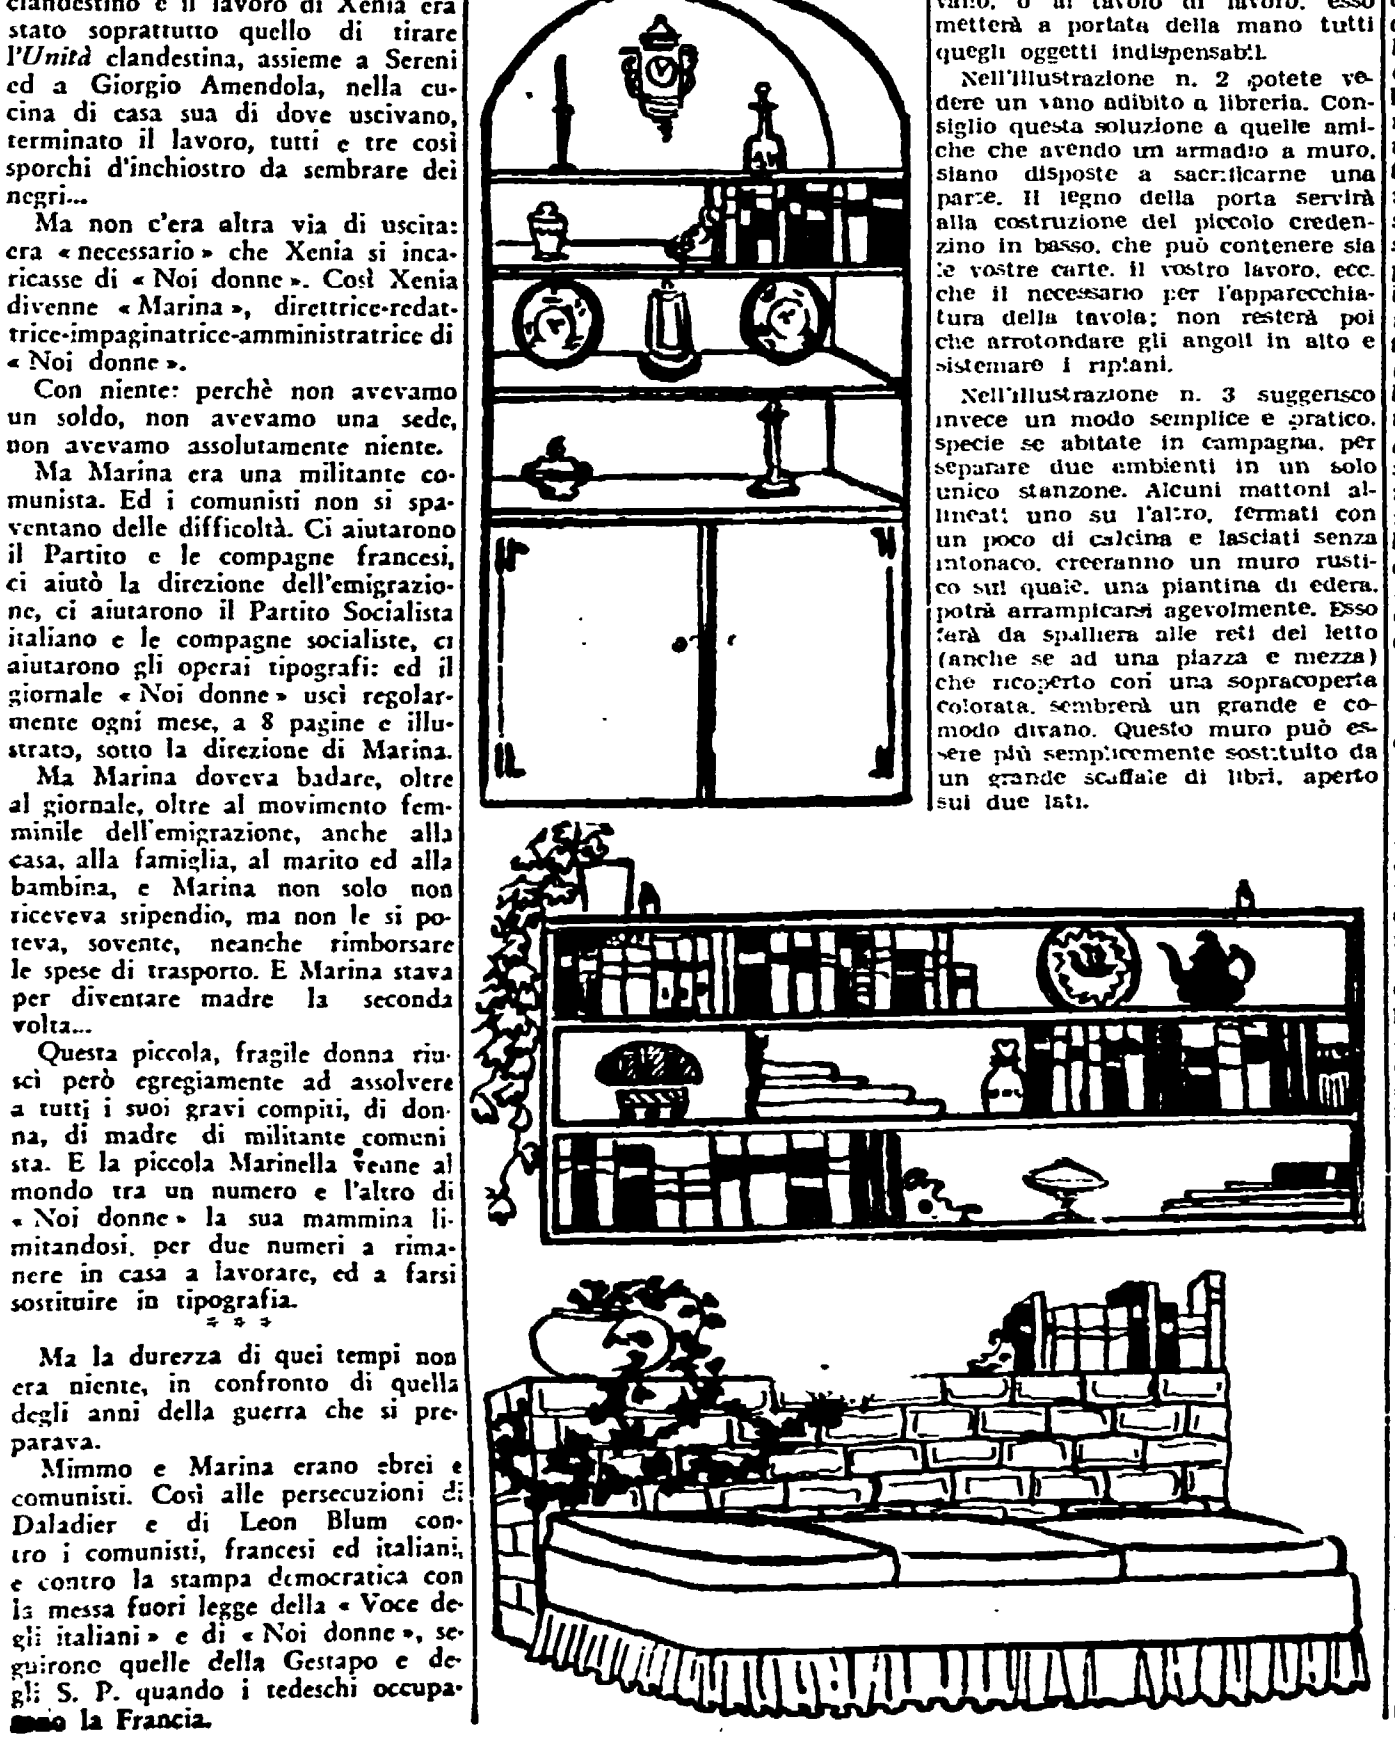 clandestino e il lavoro di Xenia era
stato soprattutto quello di tirare
l'Unità clandestina, assieme a Sereni
ed a Giorgio Amendola, nella cu-
cina di casa sua di dove uscivano,
terminato il lavoro, tutti e tre così
sporchi d'inchiostro da sembrare dei
negri...
Ma non c'era altra via di uscita:
era « necessario » che Xenia si inca-
ricasse di « Noi donne ». Così Xenia
divenne « Marina », direttrice-redat-
trice-impaginatrice-amministratrice di
« Noi donne ».
Con niente: perchè non avevamo
un soldo, non avevamo una sede,
non avevamo assolutamente niente.
Ma Marina era una militante co-
munista. Ed i comunisti non si spa-
ventano delle difficoltà. Ci aiutarono
il Partito e le compagne francesi,
ci aiutò la direzione dell'emigrazio-
ne, ci aiutarono il Partito Socialista
italiano e le compagne socialiste, ci
aiutarono gli operai tipografi: ed il
giornale « Noi donne » uscì regolar-
mente ogni mese, a 8 pagine e illu-
strato, sotto la direzione di Marina.
Ma Marina doveva badare, oltre
al giornale, oltre al movimento fem-
minile dell'emigrazione, anche alla
casa, alla famiglia, al marito ed alla
bambina, e Marina non solo non
riceveva stipendio, ma non le si po-
teva, sovente, neanche rimborsare
le spese di trasporto. E Marina stava
per diventare madre la seconda
volta...
Questa piccola, fragile donna riu-
scì però egregiamente ad assolvere
a tutti i suoi gravi compiti, di don-
na, di madre di militante comuni
sta. E la piccola Marinella venne al
mondo tra un numero e l'altro di
« Noi donne » la sua mammina li-
mitandosi, per due numeri a rima-
nere in casa a lavorare, ed a farsi
sostituire in tipografia.
* * *
Ma la durezza di quei tempi non
era niente, in confronto di quella
degli anni della guerra che si pre-
parava.
Mimmo e Marina erano ebrei e
comunisti. Così alle persecuzioni di
Daladier e di Leon Blum con-
tro i comunisti, francesi ed italiani,
e contro la stampa democratica con
la messa fuori legge della « Voce de-
gli italiani » e di « Noi donne », se-
guirono quelle della Gestapo e de-
gli S. P. quando i tedeschi occupa-
la Francia.
vano, o al tavolo di lavoro, esso
metterà a portata della mano tutti
quegli oggetti indispensabil.
Nell'illustrazione n. 2 potete ve-
dere un vano adibito a libreria. Con-
siglio questa soluzione a quelle ami-
che che avendo un armadio a muro,
siano disposte a sacrificarne una
parte. Il legno della porta servirà
alla costruzione del piccolo creden-
zino in basso, che può contenere sia
le vostre carte, il vostro lavoro, ecc.
che il necessario per l'apparecchia-
tura della tavola; non resterà poi
che arrotondare gli angoli in alto e
sistemare i ripiani.
Nell'illustrazione n. 3 suggerisco
invece un modo semplice e pratico,
specie se abitate in campagna, per
separare due ambienti in un solo
unico stanzone. Alcuni mattoni al-
lineati uno su l'altro, fermati con
un poco di calcina e lasciati senza
intonaco, creeranno un muro rusti-
co sul quale, una piantina di edera,
potrà arrampicarsi agevolmente. Esso
farà da spalliera alle reti del letto
(anche se ad una piazza e mezza)
che ricoperto con una sopracoperta
colorata, sembrerà un grande e co-
modo divano. Questo muro può es-
sere più semplicemente sostituito da
un grande scaffale di libri, aperto
sui due lati.